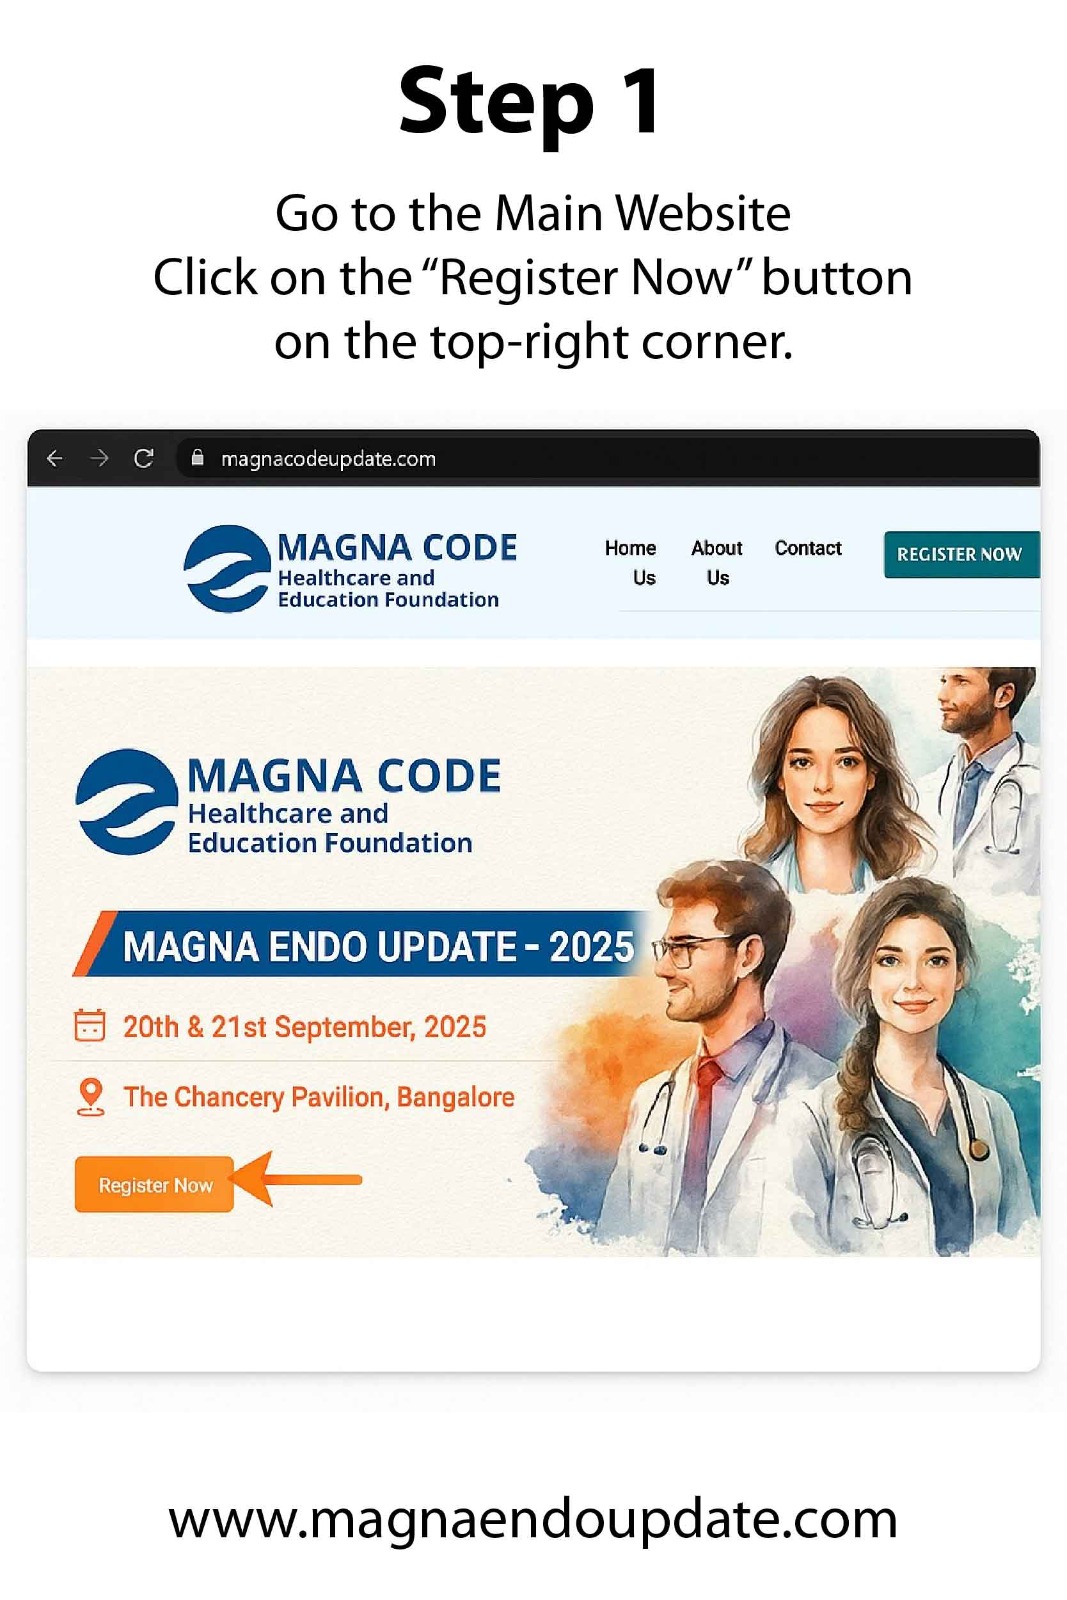 Step 1
Go to the Main Website
Click on the “Register Now” button
on the top-right corner.
magnacodeupdate.com
MAGNA CODE
Healthcare and
Education Foundation
Home Us
About Us
Contact
REGISTER NOW
MAGNA CODE
Healthcare and
Education Foundation
MAGNA ENDO UPDATE - 2025
20th & 21st September, 2025
The Chancery Pavilion, Bangalore
Register Now
www.magnaendoupdate.com